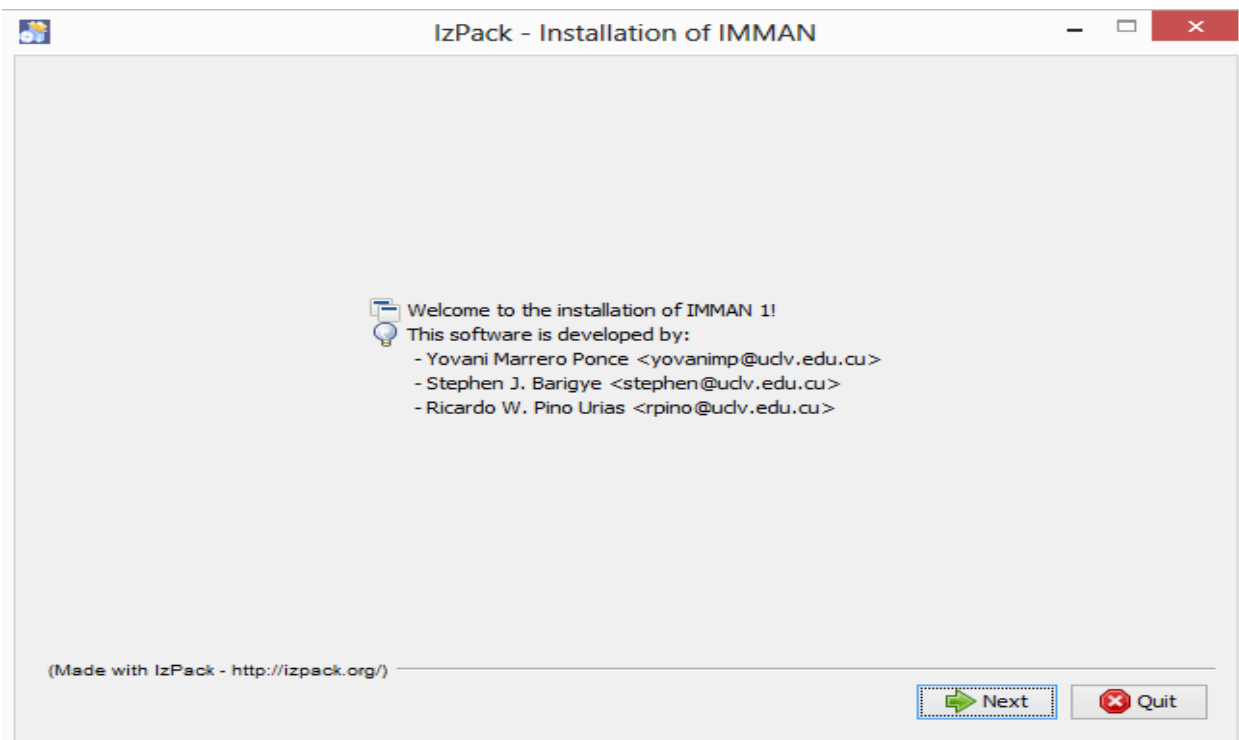 IzPack - Installation of IMMAN
Welcome to the installation of IMMAN 1!
This software is developed by:
- Yovani Marrero Ponce <yovanimp@uclv.edu.cu>
- Stephen J. Barigye <stephen@uclv.edu.cu>
- Ricardo W. Pino Urias <rpino@uclv.edu.cu>
(Made with IzPack - http://izpack.org/)
Next Quit